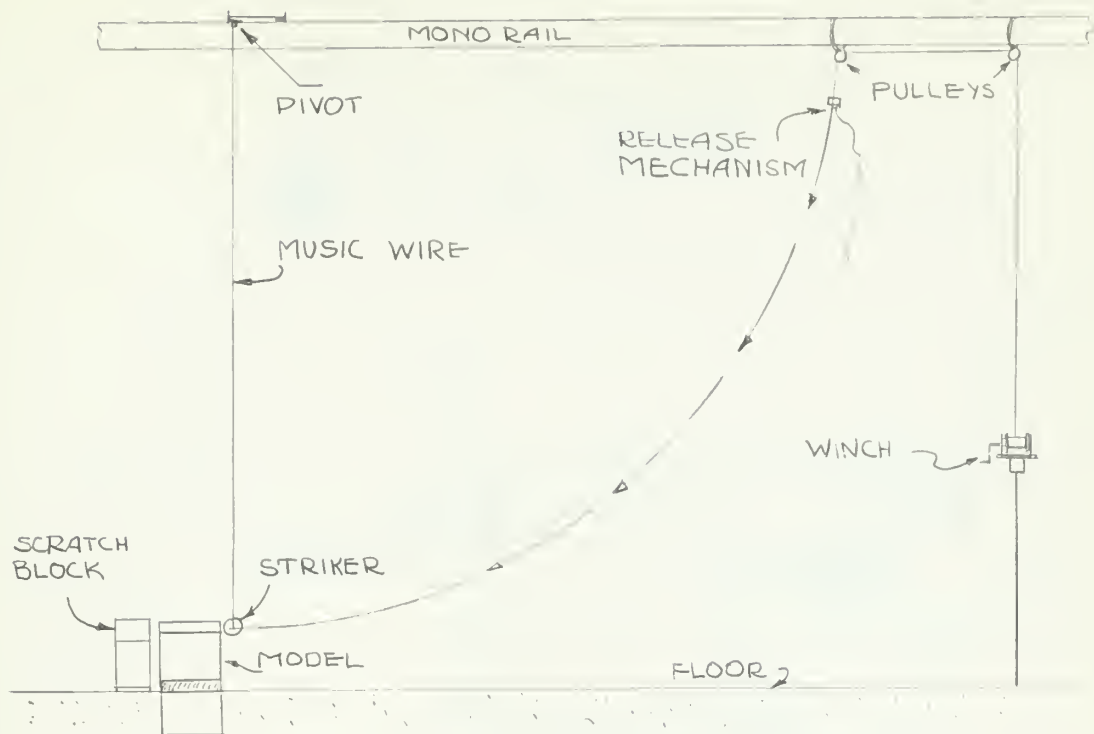 MONO RAIL
PIVOT
PULLEYS
RELEASE
MECHANISM
MUSIC WIRE
WINCH
SCRATCH
BLOCK
STRIKER
MODEL
FLOOR